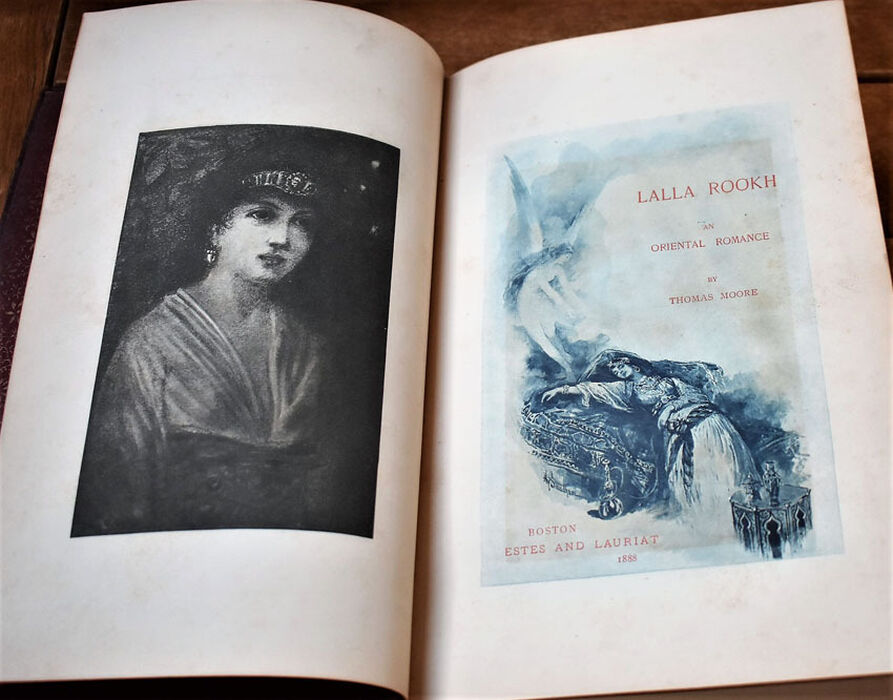 LALLA ROOKH
AN
ORIENTAL ROMANCE
BY
THOMAS MOORE
BOSTON
ESTES AND LAURIAT
1888